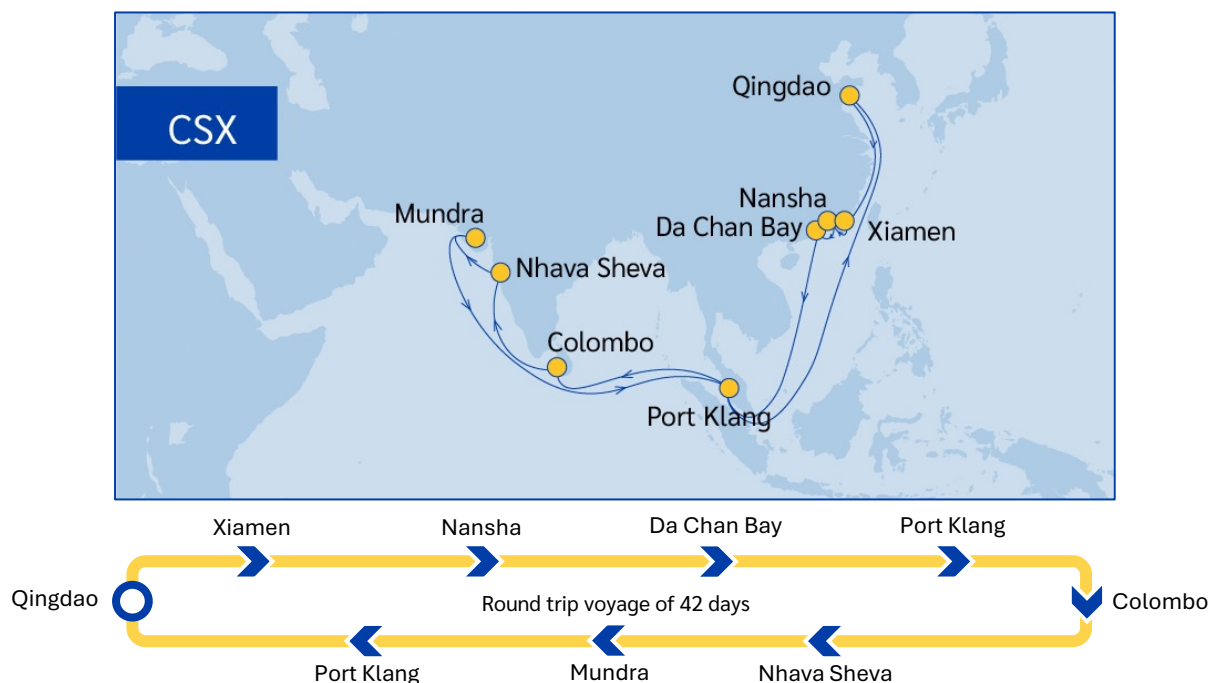 CSX
Qingdao
Nansha
Mundra
Da Chan Bay
Xiamen
Nhava Sheva
Colombo
Port Klang
Xiamen
Nansha
Da Chan Bay
Port Klang
Qingdao
Round trip voyage of 42 days
Colombo
Port Klang
Mundra
Nhava Sheva